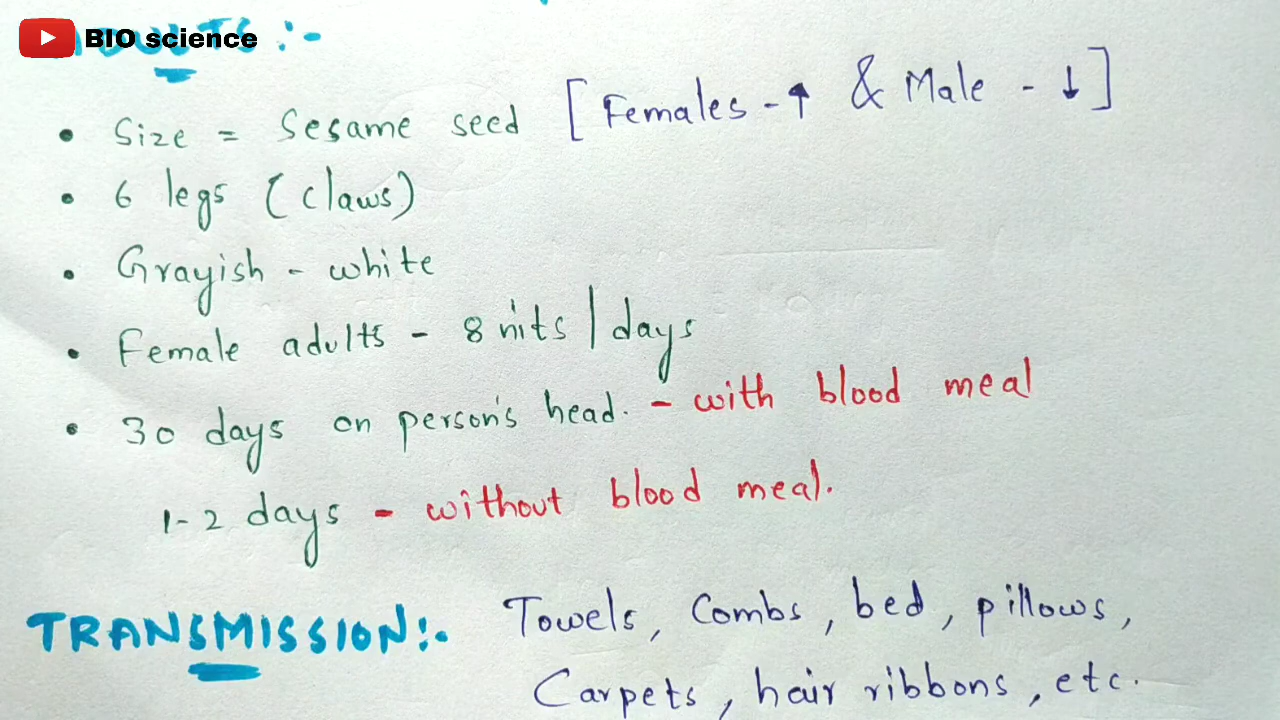 BIO science
ADULTS :-
• Size = Sesame seed [Females - ↑ & Male - ↓]
• 6 legs (claws)
• Grayish - white
• Female adults - 8 nits / days
• 30 days on person's head. - with blood meal
1-2 days - without blood meal.
TRANSMISSION:- Towels, Combs, bed, pillows,
Carpets, hair ribbons, etc.